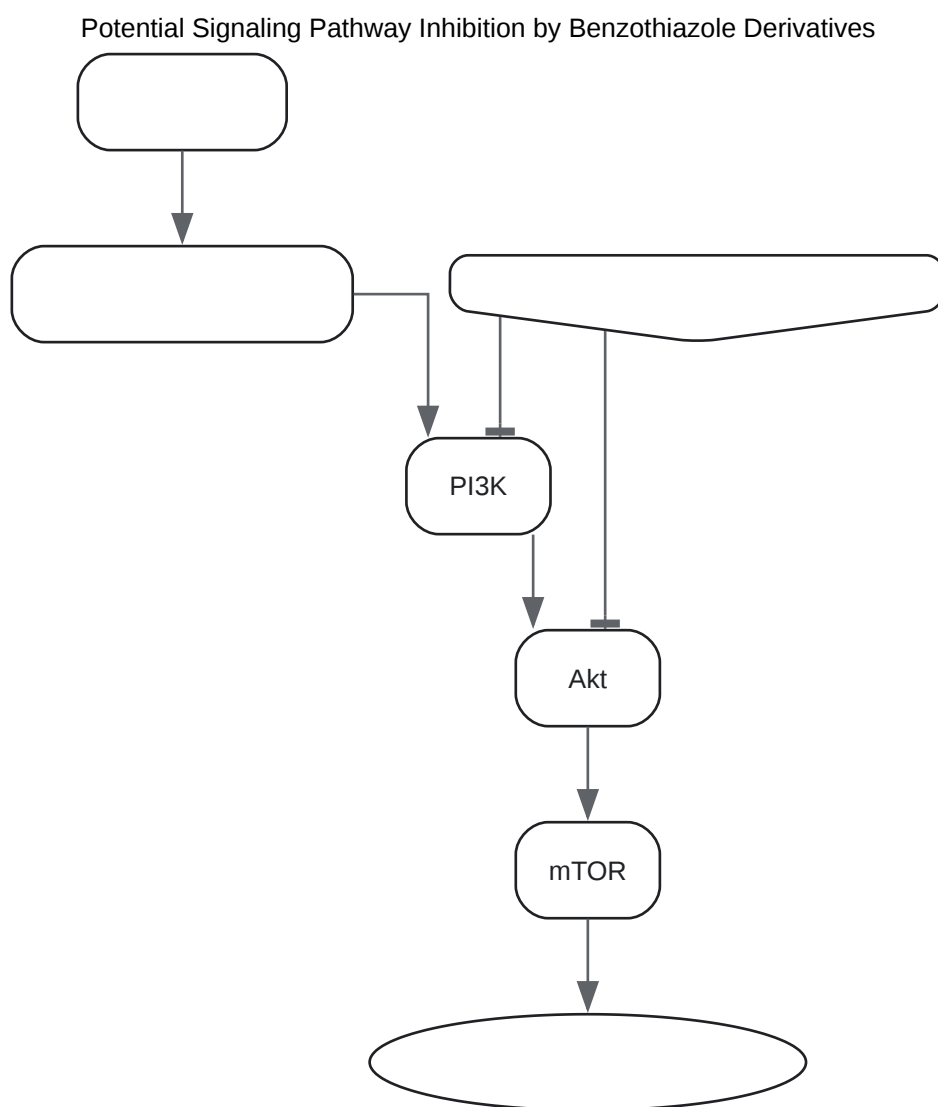 Potential Signaling Pathway Inhibition by Benzothiazole Derivatives
PI3K
Akt
mTOR